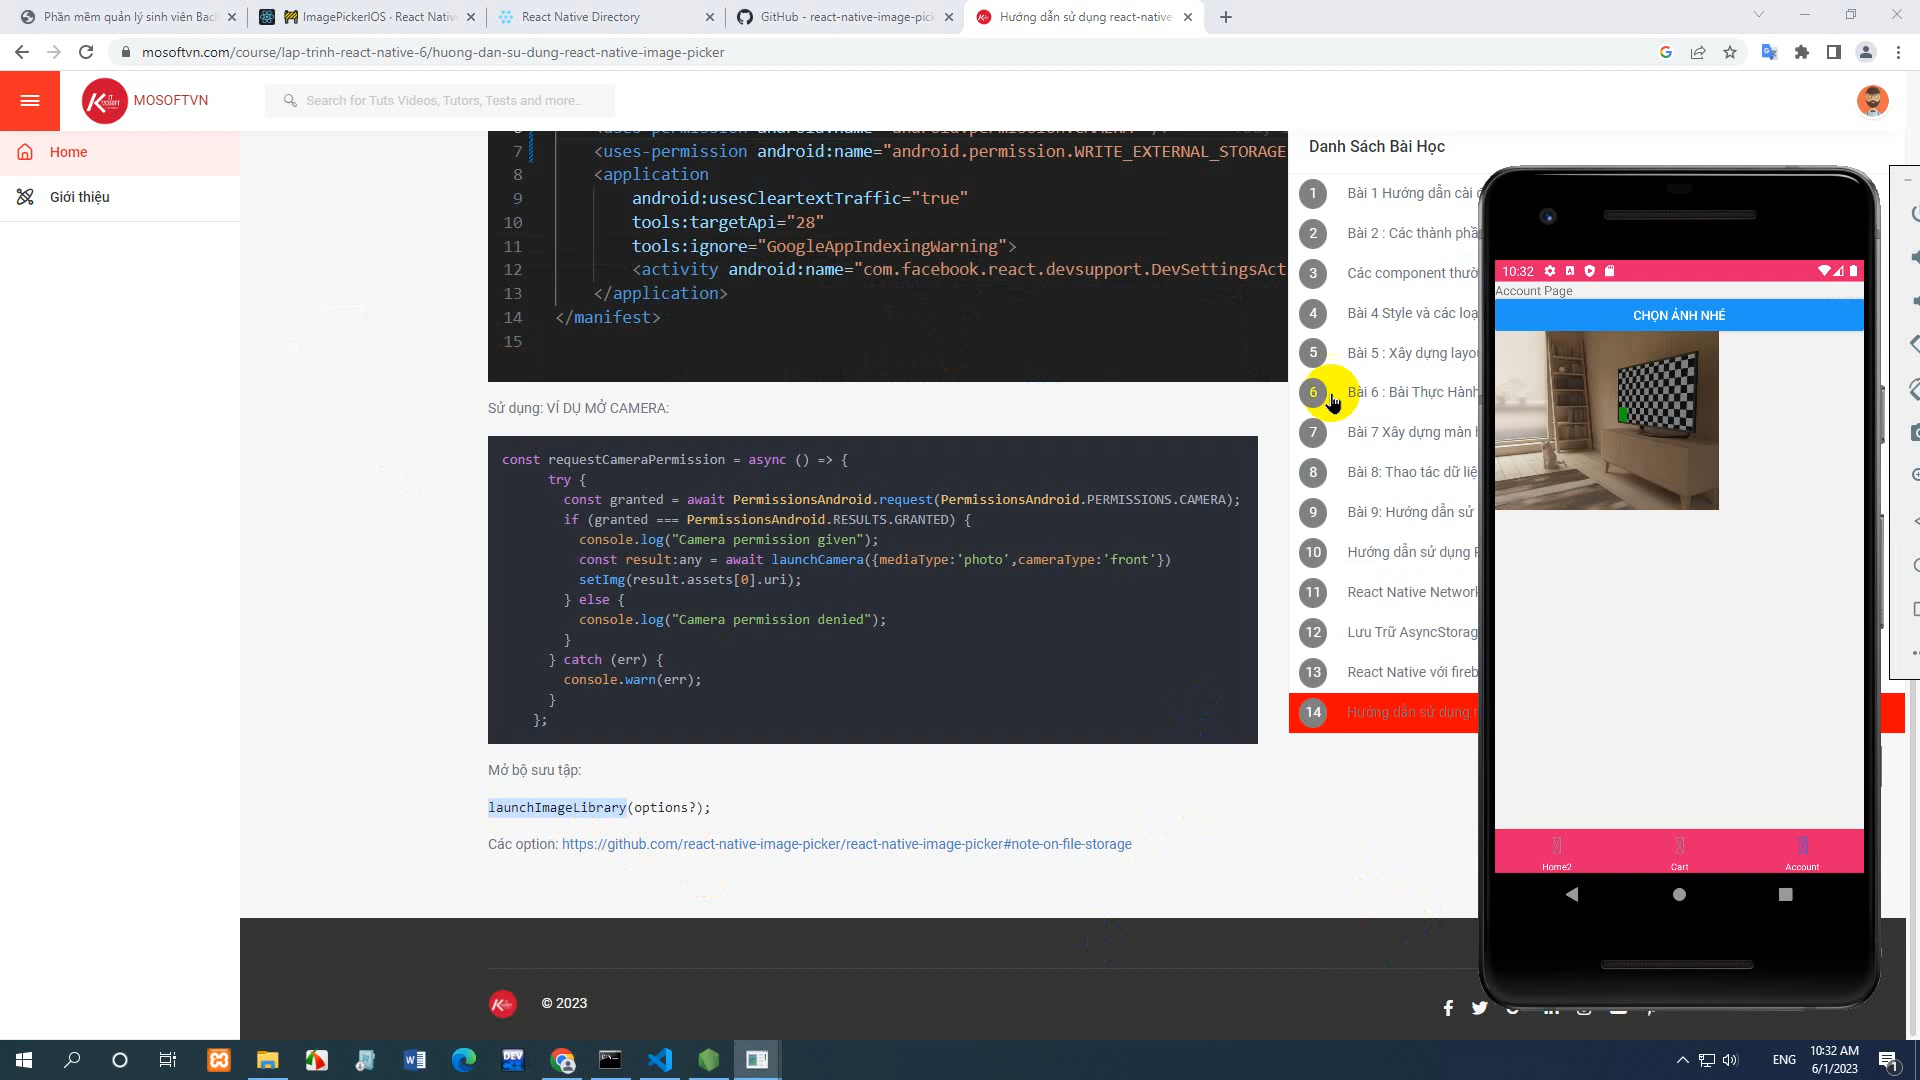 Phần mềm quản lý sinh viên Bac
ImagePickerIOS · React Native
React Native Directory
GitHub - react-native-image-pick
Hướng dẫn sử dụng react-native
mosoftvn.com/course/lap-trinh-react-native-6/huong-dan-su-dung-react-native-image-picker
MOSOFTVN
Search for Tuts Videos, Tutors, Tests and more..
Home
Giới thiệu
7 <uses-permission android:name="android.permission.WRITE_EXTERNAL_STORAGE
8 <application
9 android:usesCleartextTraffic="true"
10 tools:targetApi="28"
11 tools:ignore="GoogleAppIndexingWarning">
12 <activity android:name="com.facebook.react.devsupport.DevSettingsAct
13 </application>
14 </manifest>
15
Sử dụng: VÍ DỤ MỞ CAMERA:
const requestCameraPermission = async () => {
try {
const granted = await PermissionsAndroid.request(PermissionsAndroid.PERMISSIONS.CAMERA);
if (granted === PermissionsAndroid.RESULTS.GRANTED) {
console.log("Camera permission given");
const result:any = await launchCamera({mediaType:'photo',cameraType:'front'})
setImg(result.assets[0].uri);
} else {
console.log("Camera permission denied");
}
} catch (err) {
console.warn(err);
}
};
Mở bộ sưu tập:
launchImageLibrary(options?);
Các option: https://github.com/react-native-image-picker/react-native-image-picker#note-on-file-storage
© 2023
Danh Sách Bài Học
1 Bài 1 Hướng dẫn cài
2 Bài 2 : Các thành phầ
3 Các component thườ
4 Bài 4 Style và các loạ
5 Bài 5 : Xây dựng layou
6 Bài 6 : Bài Thực Hành
7 Bài 7 Xây dựng màn h
8 Bài 8: Thao tác dữ liệ
9 Bài 9: Hướng dẫn sử
10 Hướng dẫn sử dụng
11 React Native Network
12 Lưu Trữ AsyncStorag
13 React Native với fireb
14 Hướng dẫn sử dụng
10:32
Account Page
CHỌN ẢNH NHÉ
Home2 Cart Account
ENG
10:32 AM
6/1/2023